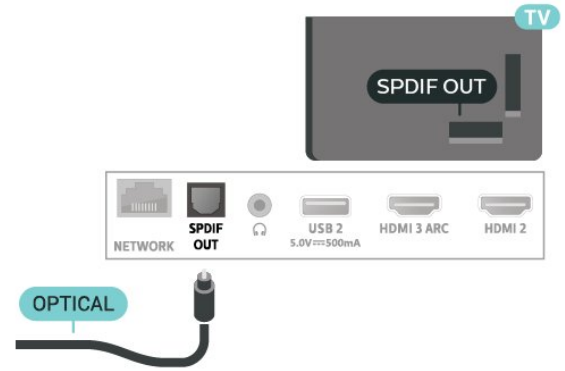 TV
SPDIF OUT
NETWORK
SPDIF
OUT
USB 2
5.0V⎓500mA
HDMI 3 ARC
HDMI 2
OPTICAL